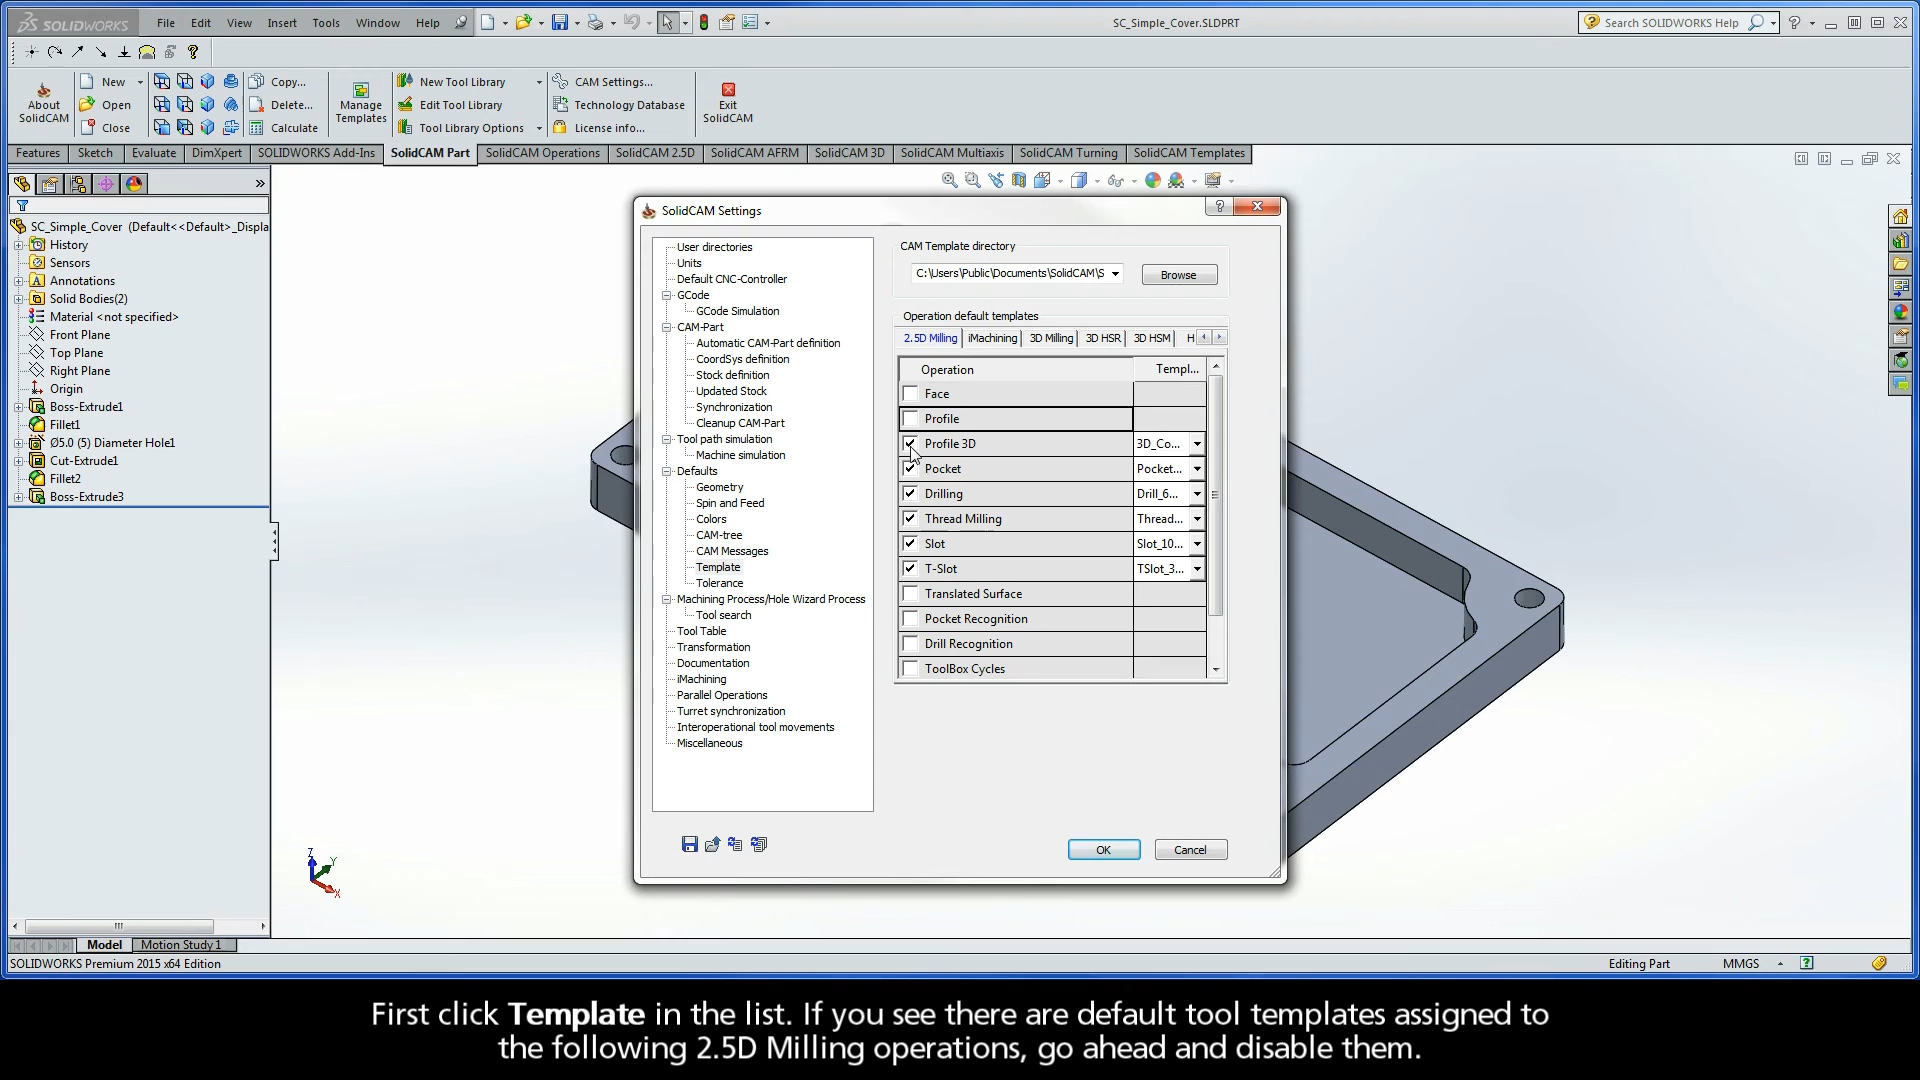 SOLIDWORKS File Edit View Insert Tools Window Help SC_Simple_Cover.SLDPRT Search SOLIDWORKS Help
New Copy... New Tool Library CAM Settings...
About SolidCAM Open Delete... Manage Templates Edit Tool Library Technology Database Exit SolidCAM
Close Calculate Tool Library Options License info...
Features Sketch Evaluate DimXpert SOLIDWORKS Add-Ins SolidCAM Part SolidCAM Operations SolidCAM 2.5D SolidCAM AFRM SolidCAM 3D SolidCAM Multiaxis SolidCAM Turning SolidCAM Templates
SC_Simple_Cover (Default<<Default>_Displa
History
Sensors
Annotations
Solid Bodies(2)
Material <not specified>
Front Plane
Top Plane
Right Plane
Origin
Boss-Extrude1
Fillet1
Ø5.0 (5) Diameter Hole1
Cut-Extrude1
Fillet2
Boss-Extrude3
SolidCAM Settings
User directories
Units
Default CNC-Controller
GCode
GCode Simulation
CAM-Part
Automatic CAM-Part definition
CoordSys definition
Stock definition
Updated Stock
Synchronization
Cleanup CAM-Part
Tool path simulation
Machine simulation
Defaults
Geometry
Spin and Feed
Colors
CAM-tree
CAM Messages
Template
Tolerance
Machining Process/Hole Wizard Process
Tool search
Tool Table
Transformation
Documentation
iMachining
Parallel Operations
Turret synchronization
Interoperational tool movements
Miscellaneous
CAM Template directory
C:\Users\Public\Documents\SolidCAM\S Browse
Operation default templates
2.5D Milling iMachining 3D Milling 3D HSR 3D HSM H
Operation Templ...
Face
Profile
Profile 3D 3D_Co...
Pocket Pocket...
Drilling Drill_6...
Thread Milling Thread...
Slot Slot_10...
T-Slot TSlot_3...
Translated Surface
Pocket Recognition
Drill Recognition
ToolBox Cycles
OK Cancel
Z Y X
Model Motion Study 1
SOLIDWORKS Premium 2015 x64 Edition Editing Part MMGS
First click Template in the list. If you see there are default tool templates assigned to
the following 2.5D Milling operations, go ahead and disable them.